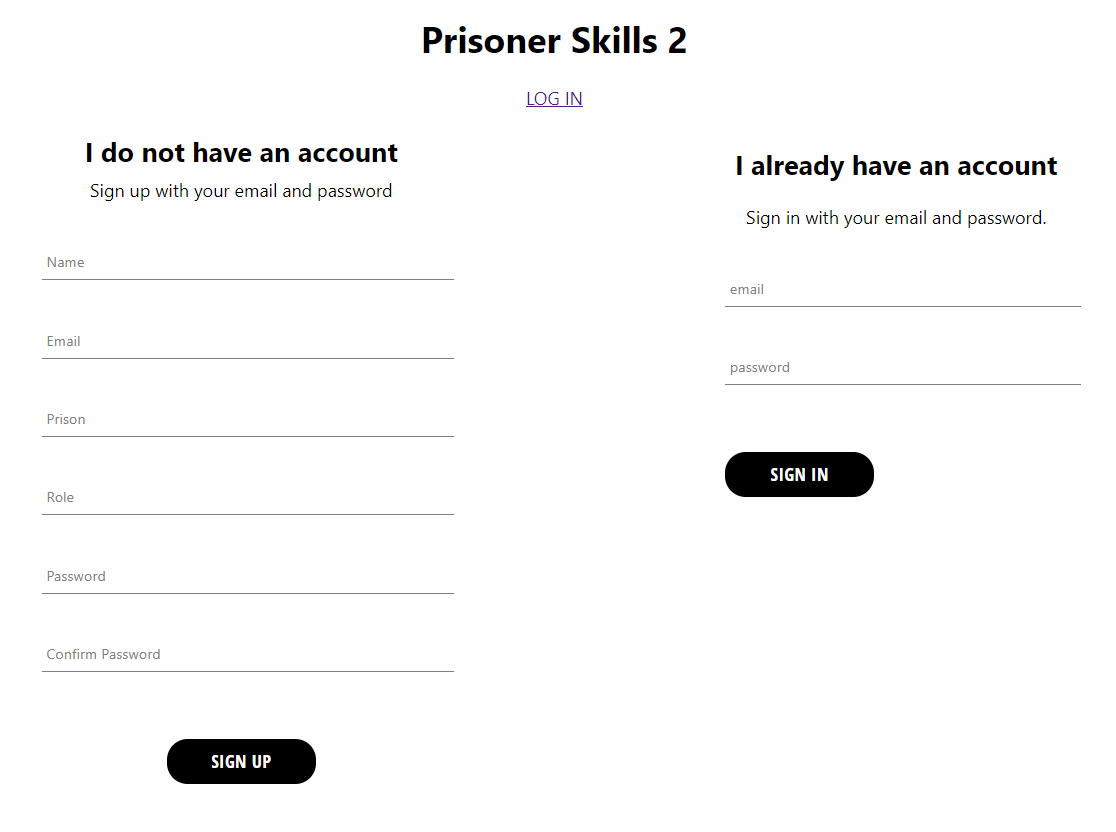 Prisoner Skills 2
LOG IN
I do not have an account
Sign up with your email and password
Name
Email
Prison
Role
Password
Confirm Password
SIGN UP
I already have an account
Sign in with your email and password.
email
password
SIGN IN